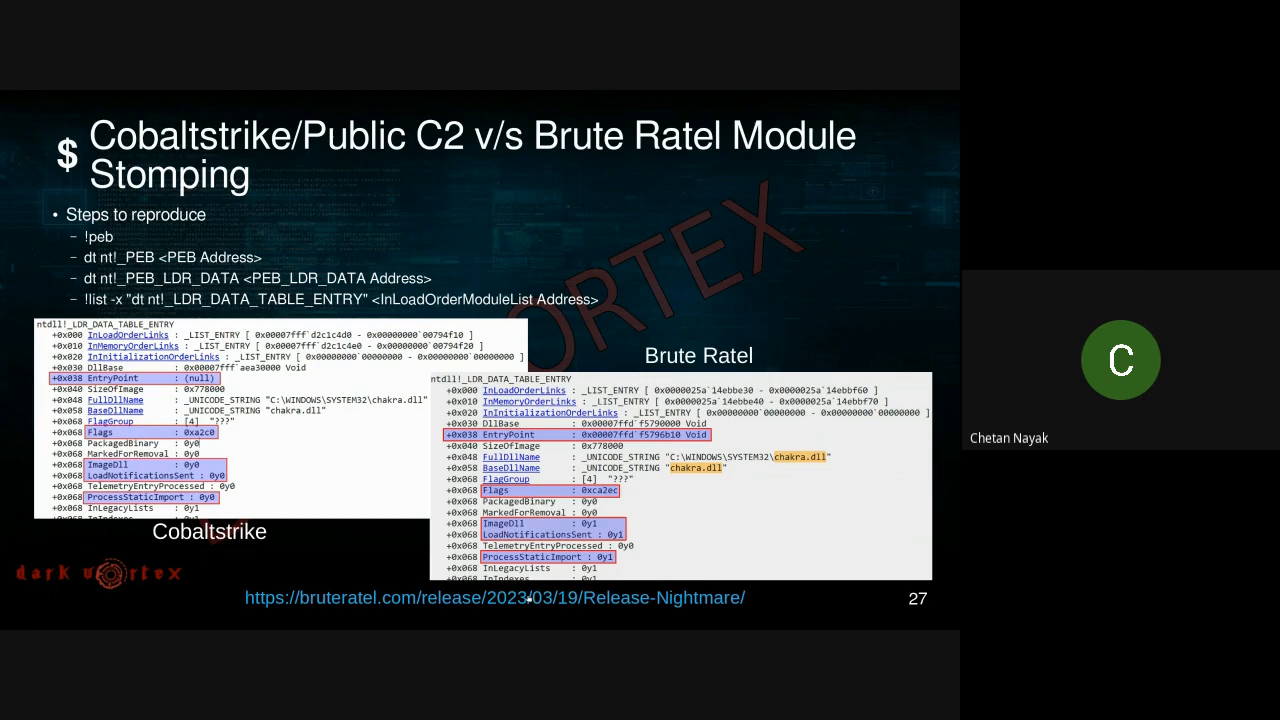 $ Cobaltstrike/Public C2 v/s Brute Ratel Module
Stomping
• Steps to reproduce
– !peb
– dt nt!_PEB <PEB Address>
– dt nt!_PEB_LDR_DATA <PEB_LDR_DATA Address>
– !list -x "dt nt!_LDR_DATA_TABLE_ENTRY" <InLoadOrderModuleList Address>
ORTEX
ntdll!_LDR_DATA_TABLE_ENTRY
+0x000 InLoadOrderLinks : _LIST_ENTRY [ 0x00007fff`d2c1c4d0 - 0x00000000`00794f10 ]
+0x010 InMemoryOrderLinks : _LIST_ENTRY [ 0x00007fff`d2c1c4e0 - 0x00000000`00794f20 ]
+0x020 InInitializationOrderLinks : _LIST_ENTRY [ 0x00000000`00000000 - 0x00000000`00000000 ]
+0x030 DllBase : 0x00007fff`aea30000 Void
+0x038 EntryPoint : (null)
+0x040 SizeOfImage : 0x778000
+0x048 FullDllName : _UNICODE_STRING "C:\WINDOWS\SYSTEM32\chakra.dll"
+0x058 BaseDllName : _UNICODE_STRING "chakra.dll"
+0x068 FlagGroup : [4] "???"
+0x068 Flags : 0xa2c0
+0x068 PackagedBinary : 0y0
+0x068 MarkedForRemoval : 0y0
+0x068 ImageDll : 0y0
+0x068 LoadNotificationsSent : 0y0
+0x068 TelemetryEntryProcessed : 0y0
+0x068 ProcessStaticImport : 0y0
+0x068 InLegacyLists : 0y1
Cobaltstrike
Brute Ratel
ntdll!_LDR_DATA_TABLE_ENTRY
+0x000 InLoadOrderLinks : _LIST_ENTRY [ 0x0000025a`14ebbe30 - 0x0000025a`14ebbf60 ]
+0x010 InMemoryOrderLinks : _LIST_ENTRY [ 0x0000025a`14ebbe40 - 0x0000025a`14ebbf70 ]
+0x020 InInitializationOrderLinks : _LIST_ENTRY [ 0x00000000`00000000 - 0x00000000`00000000 ]
+0x030 DllBase : 0x00007ffd`f5790000 Void
+0x038 EntryPoint : 0x00007ffd`f5796b10 Void
+0x040 SizeOfImage : 0x778000
+0x048 FullDllName : _UNICODE_STRING "C:\WINDOWS\SYSTEM32\chakra.dll"
+0x058 BaseDllName : _UNICODE_STRING "chakra.dll"
+0x068 FlagGroup : [4] "???"
+0x068 Flags : 0xca2ec
+0x068 PackagedBinary : 0y0
+0x068 MarkedForRemoval : 0y0
+0x068 ImageDll : 0y1
+0x068 LoadNotificationsSent : 0y1
+0x068 TelemetryEntryProcessed : 0y0
+0x068 ProcessStaticImport : 0y1
+0x068 InLegacyLists : 0y1
+0x068 InIndexes : 0y1
dark vortex
https://bruteratel.com/release/2023/03/19/Release-Nightmare/
27
C
Chetan Nayak